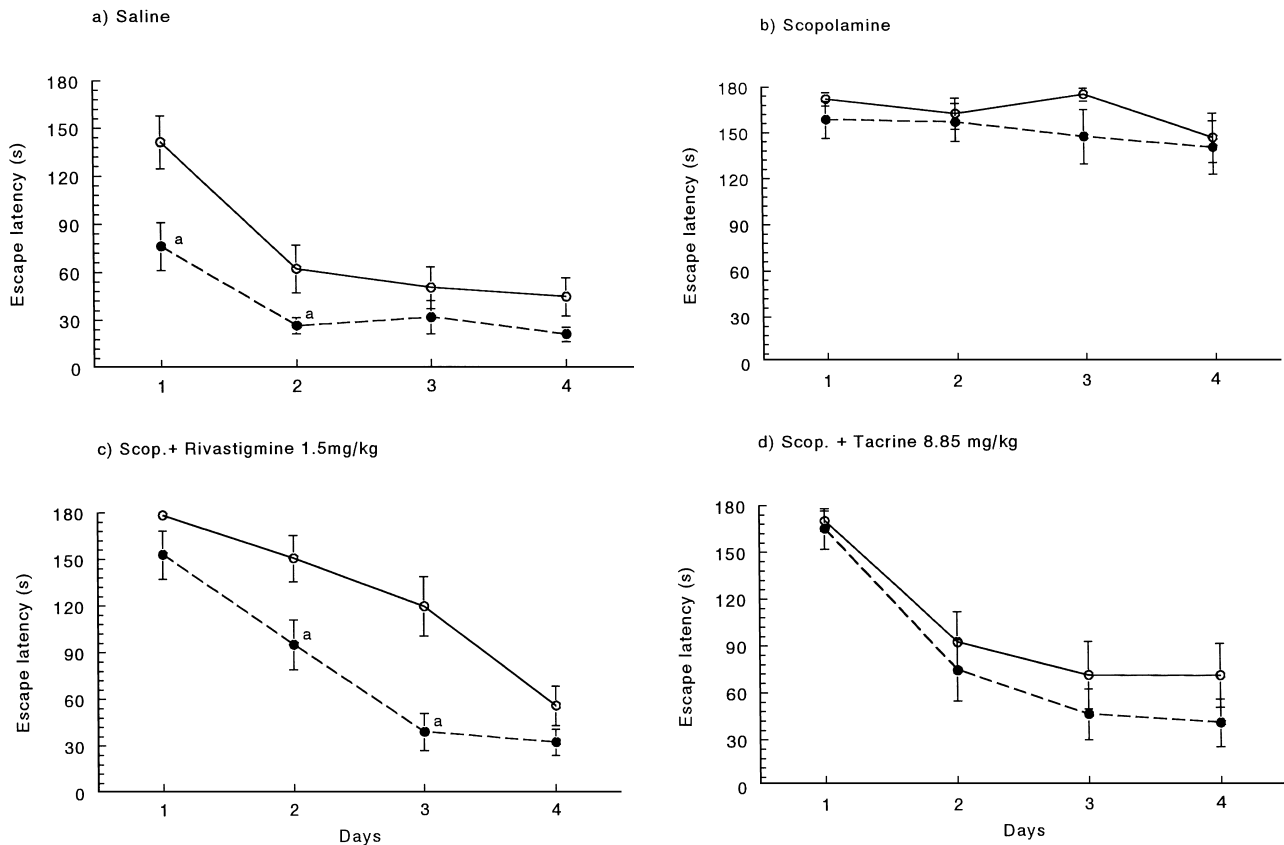 a) Saline
180
150
120
90
60
30
0
Escape latency (s)
a
a
1 2 3 4
b) Scopolamine
180
150
120
90
60
30
0
Escape latency (s)
1 2 3 4
c) Scop.+ Rivastigmine 1.5mg/kg
180
150
120
90
60
30
0
Escape latency (s)
a
a
1 2 3 4
Days
d) Scop. + Tacrine 8.85 mg/kg
180
150
120
90
60
30
0
Escape latency (s)
1 2 3 4
Days